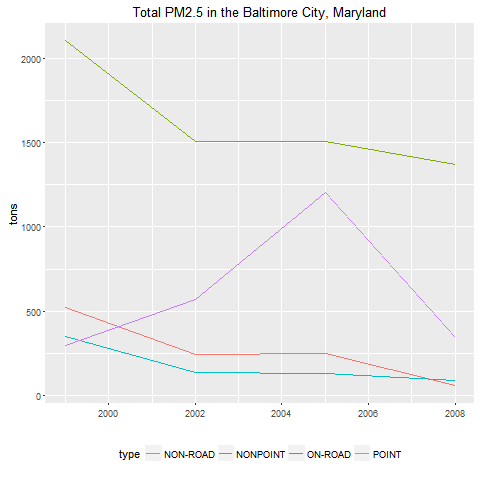 Total PM2.5 in the Baltimore City, Maryland
tons
2000
1500
1000
500
0
2000 2002 2004 2006 2008
type NON-ROAD NONPOINT ON-ROAD POINT